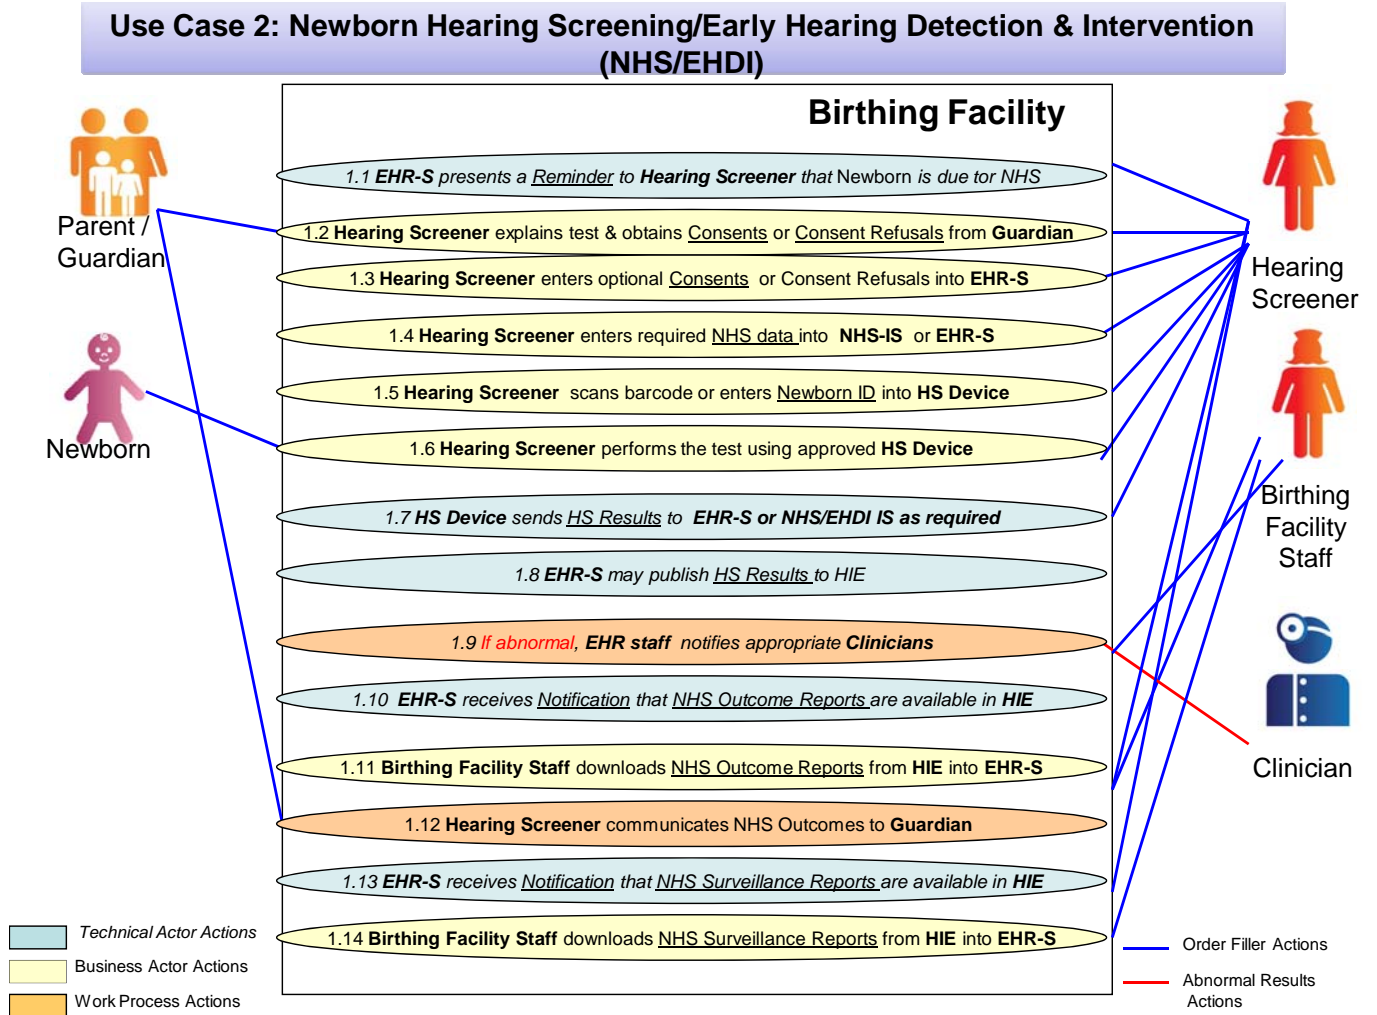 Use Case 2: Newborn Hearing Screening/Early Hearing Detection & Intervention
(NHS/EHDI)
Birthing Facility
1.1 EHR-S presents a Reminder to Hearing Screener that Newborn is due tor NHS
1.2 Hearing Screener explains test & obtains Consents or Consent Refusals from Guardian
1.3 Hearing Screener enters optional Consents or Consent Refusals into EHR-S
1.4 Hearing Screener enters required NHS data into NHS-IS or EHR-S
1.5 Hearing Screener scans barcode or enters Newborn ID into HS Device
1.6 Hearing Screener performs the test using approved HS Device
1.7 HS Device sends HS Results to EHR-S or NHS/EHDI IS as required
1.8 EHR-S may publish HS Results to HIE
1.9 If abnormal, EHR staff notifies appropriate Clinicians
1.10 EHR-S receives Notification that NHS Outcome Reports are available in HIE
1.11 Birthing Facility Staff downloads NHS Outcome Reports from HIE into EHR-S
1.12 Hearing Screener communicates NHS Outcomes to Guardian
1.13 EHR-S receives Notification that NHS Surveillance Reports are available in HIE
1.14 Birthing Facility Staff downloads NHS Surveillance Reports from HIE into EHR-S
Parent /
Guardian
Newborn
Hearing
Screener
Birthing
Facility
Staff
Clinician
Technical Actor Actions
Business Actor Actions
Work Process Actions
Order Filler Actions
Abnormal Results
Actions